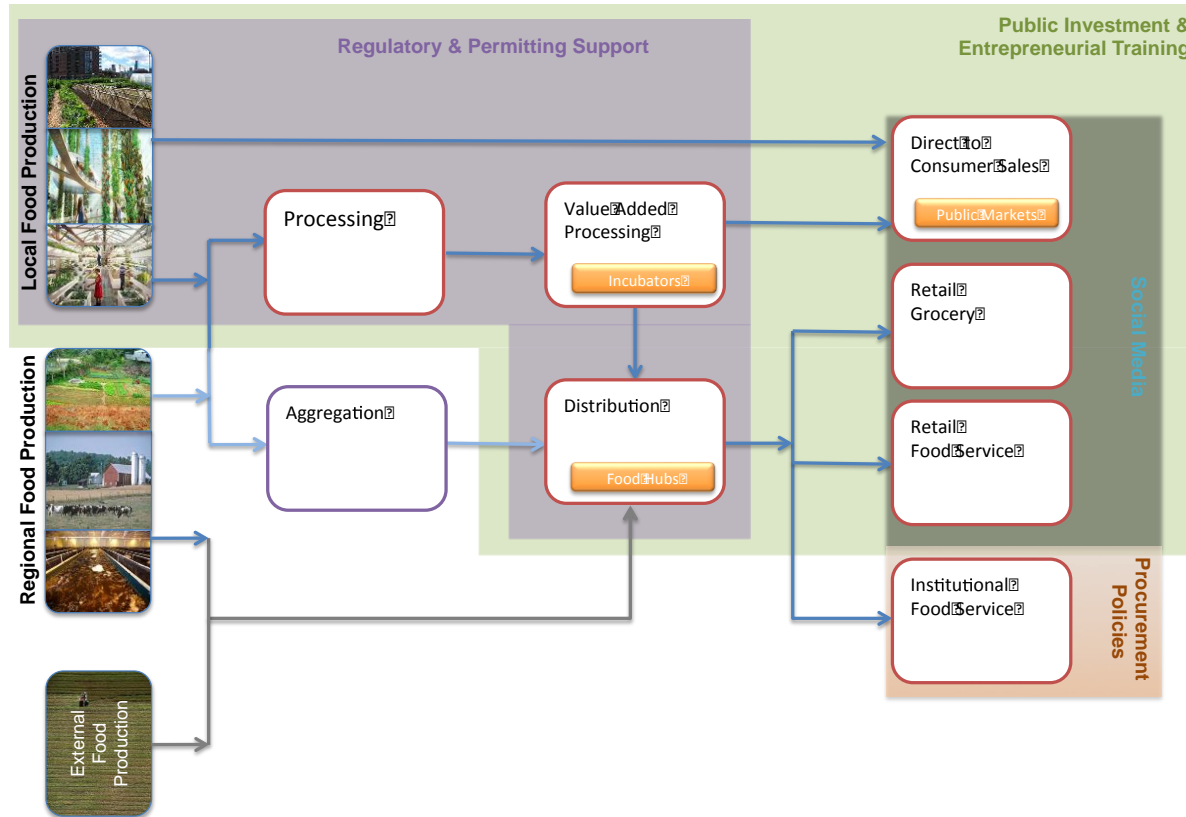 Public Investment &
Entrepreneurial Training
Regulatory & Permitting Support
Local Food Production
Direct to
Consumer Sales
Public Markets
Processing
Value Added
Processing
Incubators
Retail
Grocery
Social Media
Regional Food Production
Aggregation
Distribution
Food Hubs
Retail
Food Service
Institutional
Food Service
Procurement
Policies
External
Food
Production